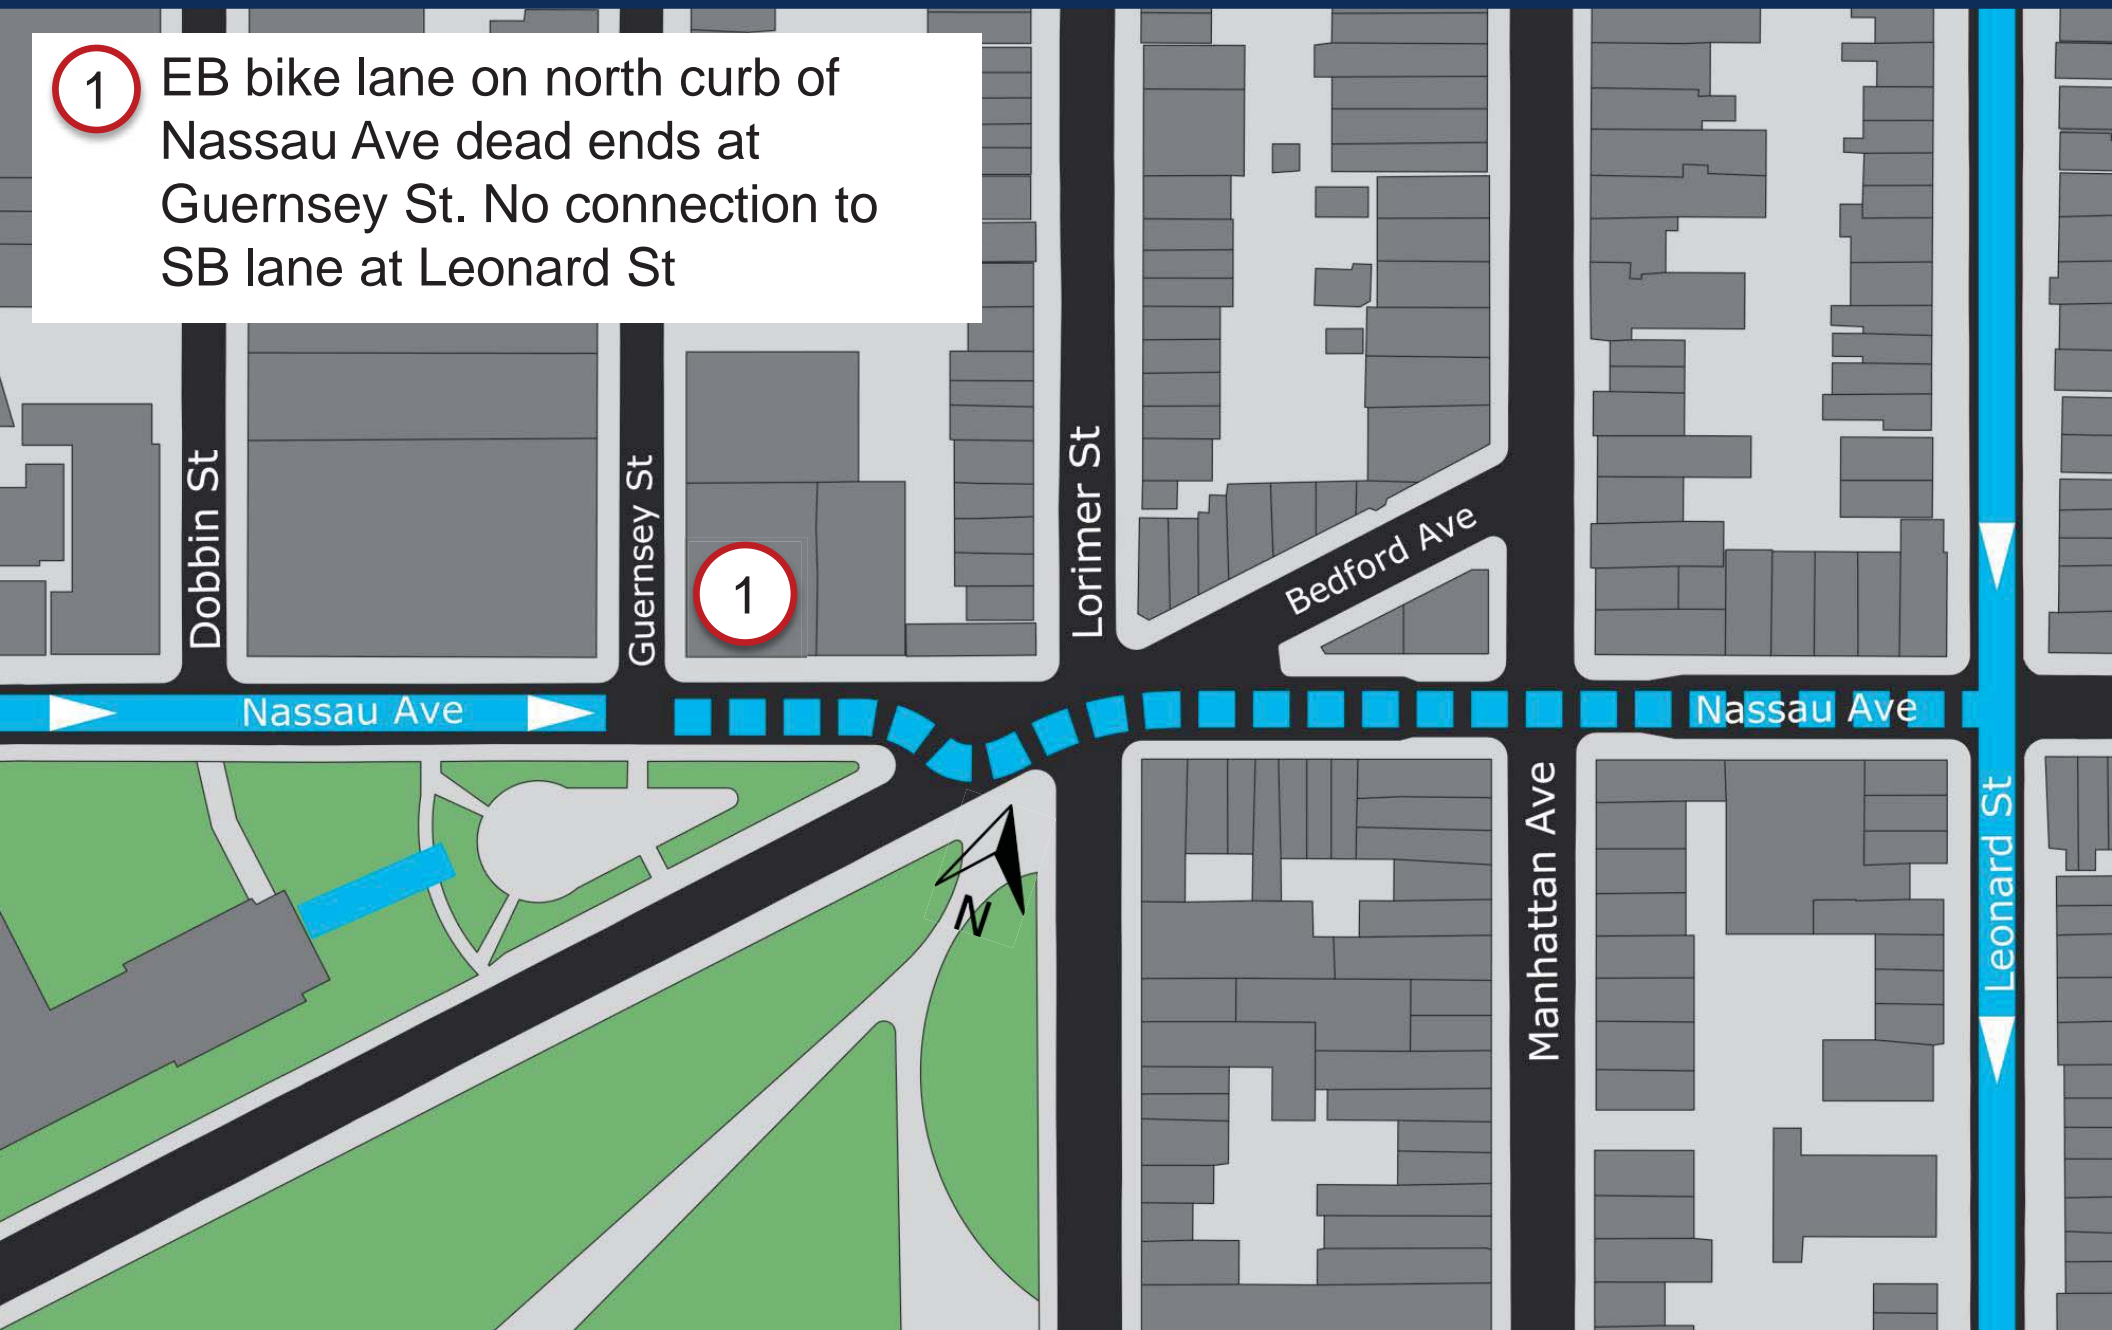 1 EB bike lane on north curb of
Nassau Ave dead ends at
Guernsey St. No connection to
SB lane at Leonard St
Dobbin St
Guernsey St
1
Lorimer St
Bedford Ave
Nassau Ave
Nassau Ave
Manhattan Ave
Leonard St
N